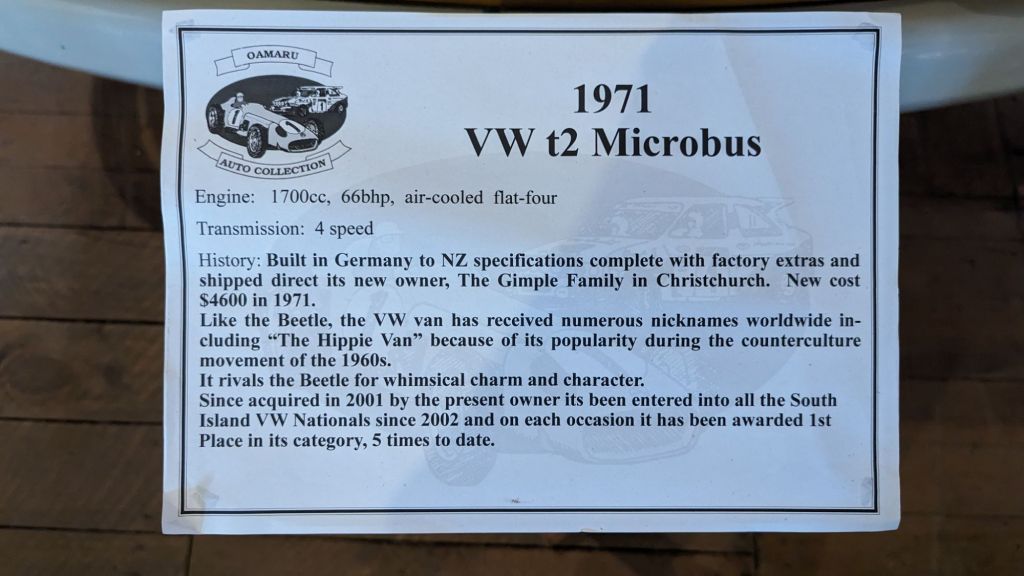 OAMARU
AUTO COLLECTION
1971
VW t2 Microbus
Engine: 1700cc, 66bhp, air-cooled flat-four
Transmission: 4 speed
History: Built in Germany to NZ specifications complete with factory extras and
shipped direct its new owner, The Gimple Family in Christchurch. New cost
$4600 in 1971.
Like the Beetle, the VW van has received numerous nicknames worldwide in-
cluding “The Hippie Van” because of its popularity during the counterculture
movement of the 1960s.
It rivals the Beetle for whimsical charm and character.
Since acquired in 2001 by the present owner its been entered into all the South
Island VW Nationals since 2002 and on each occasion it has been awarded 1st
Place in its category, 5 times to date.